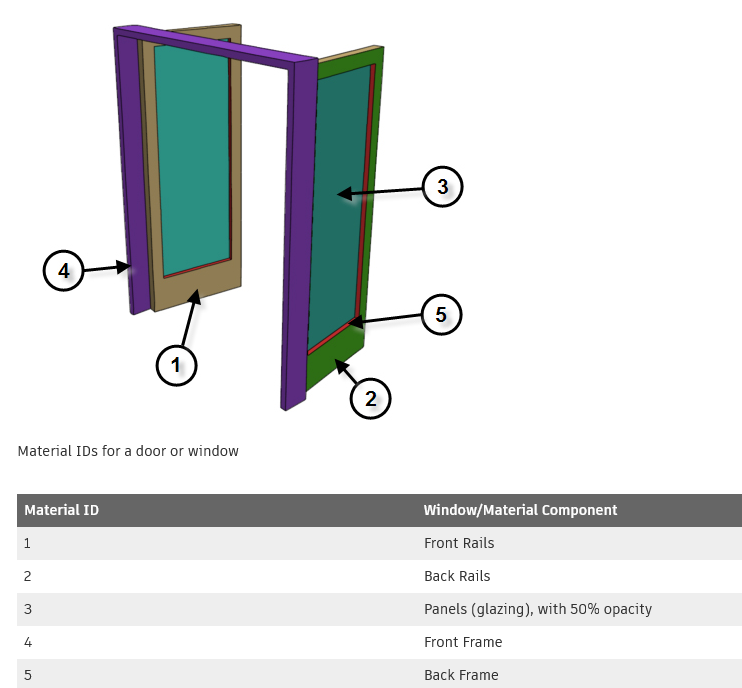 3
4
5
1
2
Material IDs for a door or window
Material ID Window/Material Component
1 Front Rails
2 Back Rails
3 Panels (glazing), with 50% opacity
4 Front Frame
5 Back Frame